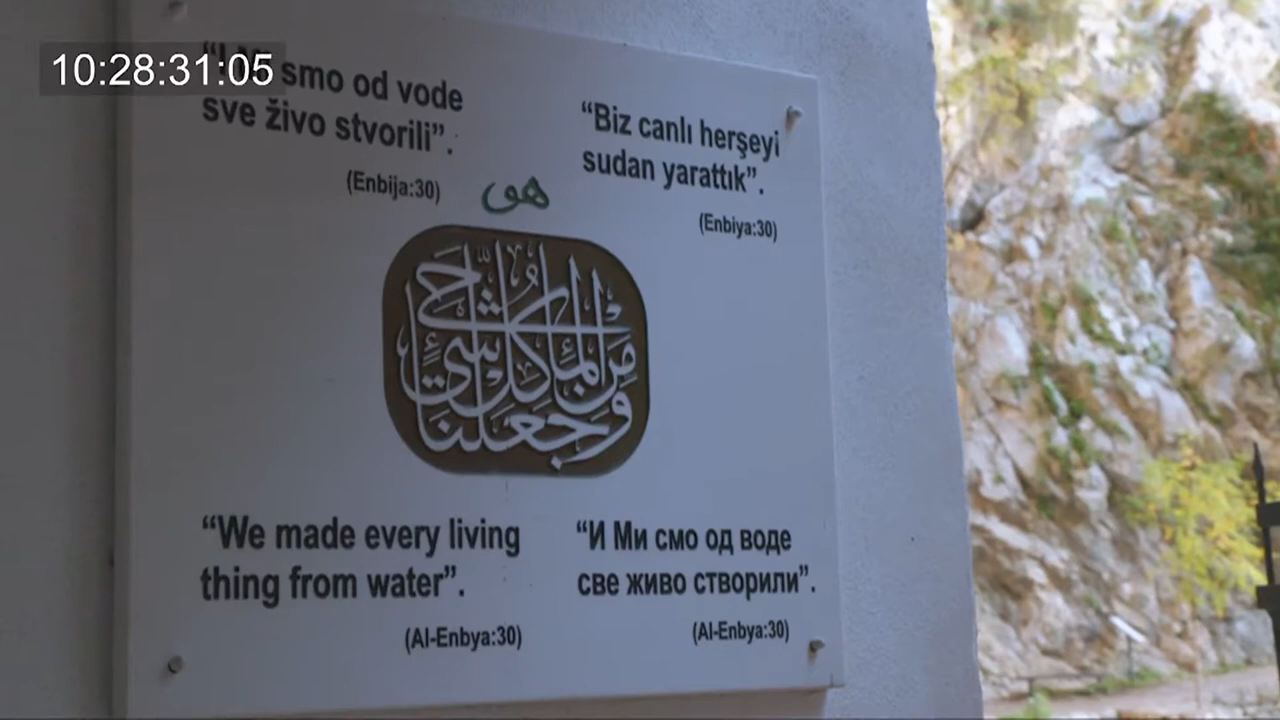 10:28:31:05
smo od vode
sve živo stvorili”.
(Enbija:30)
“Biz canlı herşeyi
sudan yarattık”.
(Enbiya:30)
هو
وجعلنا من المآء كل شيئ حي
“We made every living
thing from water”.
(Al-Enbya:30)
“И Ми смо од воде
све живо створили”.
(Al-Enbya:30)